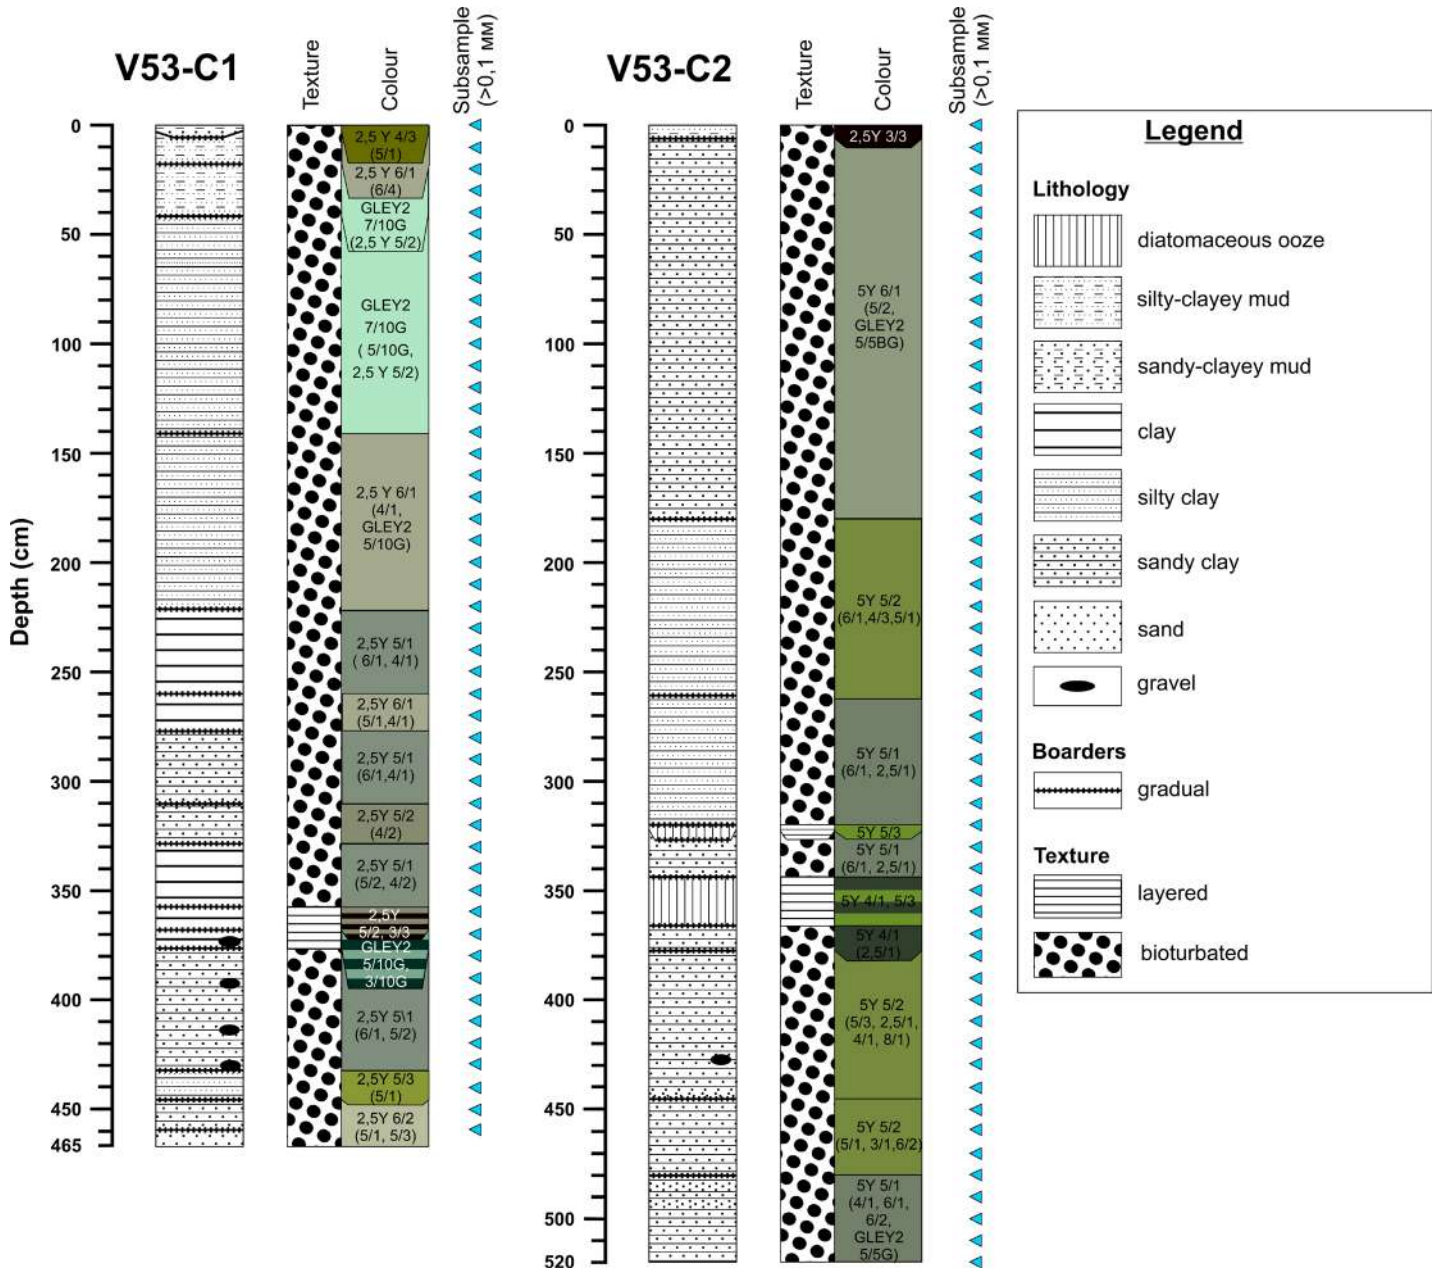 V53-C1
Texture
Colour
Subsample
(>0,1 мм)
V53-C2
Texture
Colour
Subsample
(>0,1 мм)
Depth (cm)
0
50
100
150
200
250
300
350
400
450
465
2,5 Y 4/3
(5/1)
2,5 Y 6/1
(6/4)
GLEY2
7/10G
(2,5 Y 5/2)
GLEY2
7/10G
( 5/10G,
2,5 Y 5/2)
2,5 Y 6/1
(4/1,
GLEY2
5/10G)
2,5Y 5/1
( 6/1, 4/1)
2,5Y 6/1
(5/1,4/1)
2,5Y 5/1
(6/1,4/1)
2,5Y 5/2
(4/2)
2,5Y 5/1
(5/2, 4/2)
2,5Y
5/2, 3/3
GLEY2
5/10G,
3/10G
2,5Y 5\1
(6/1, 5/2)
2,5Y 5/3
(5/1)
2,5Y 6/2
(5/1, 5/3)
0
50
100
150
200
250
300
350
400
450
500
520
2,5Y 3/3
5Y 6/1
(5/2,
GLEY2
5/5BG)
5Y 5/2
(6/1,4/3,5/1)
5Y 5/1
(6/1, 2,5/1)
5Y 5/3
5Y 5/1
(6/1, 2,5/1)
5Y 4/1, 5/3
5Y 4/1
(2,5/1)
5Y 5/2
(5/3, 2,5/1,
4/1, 8/1)
5Y 5/2
(5/1, 3/1,6/2)
5Y 5/1
(4/1, 6/1,
6/2,
GLEY2
5/5G)
Legend
Lithology
diatomaceous ooze
silty-clayey mud
sandy-clayey mud
clay
silty clay
sandy clay
sand
gravel
Boarders
gradual
Texture
layered
bioturbated